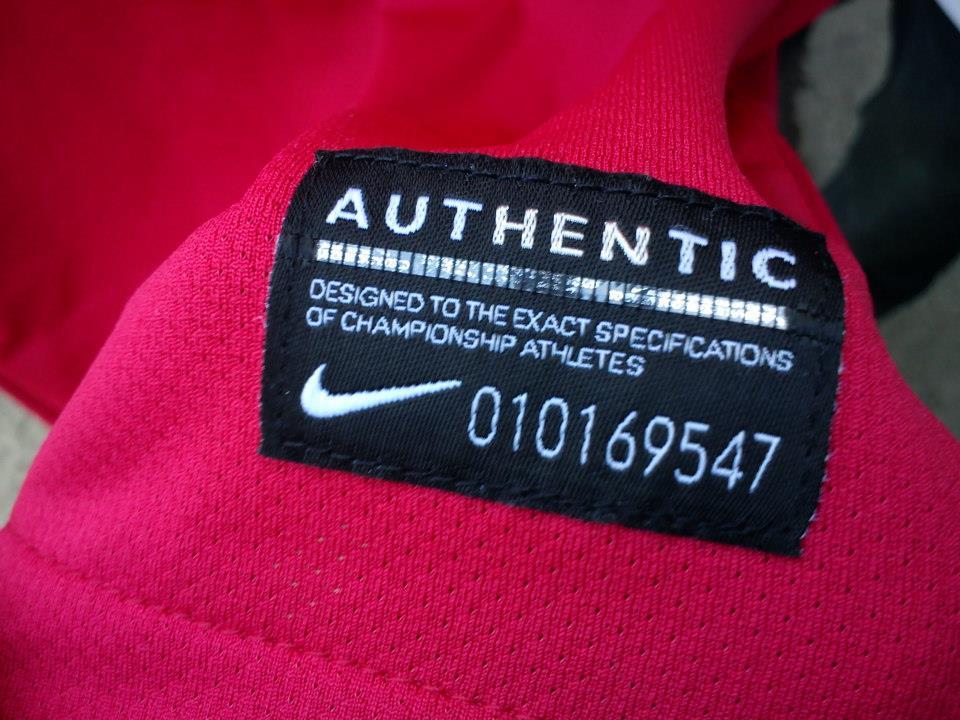 AUTHENTIC
DESIGNED TO THE EXACT SPECIFICATIONS
OF CHAMPIONSHIP ATHLETES
010169547